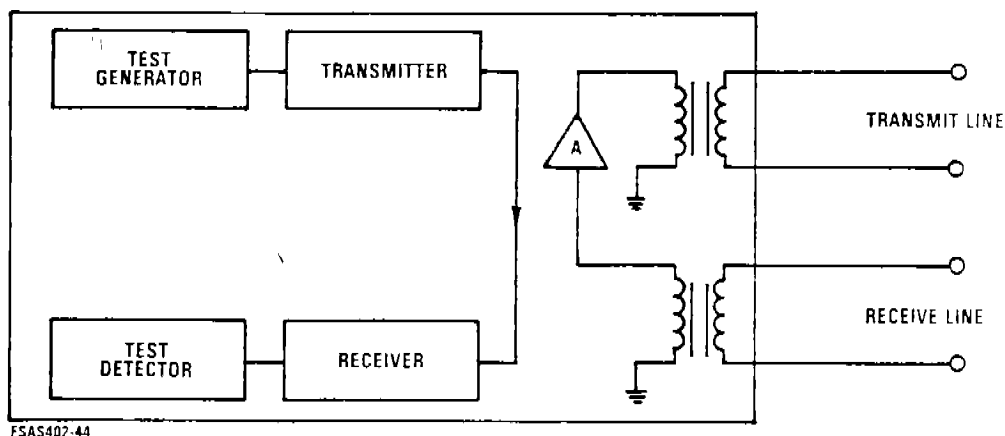 TEST
GENERATOR
TRANSMITTER
A
TRANSMIT LINE
TEST
DETECTOR
RECEIVER
RECEIVE LINE
FSAS402-44